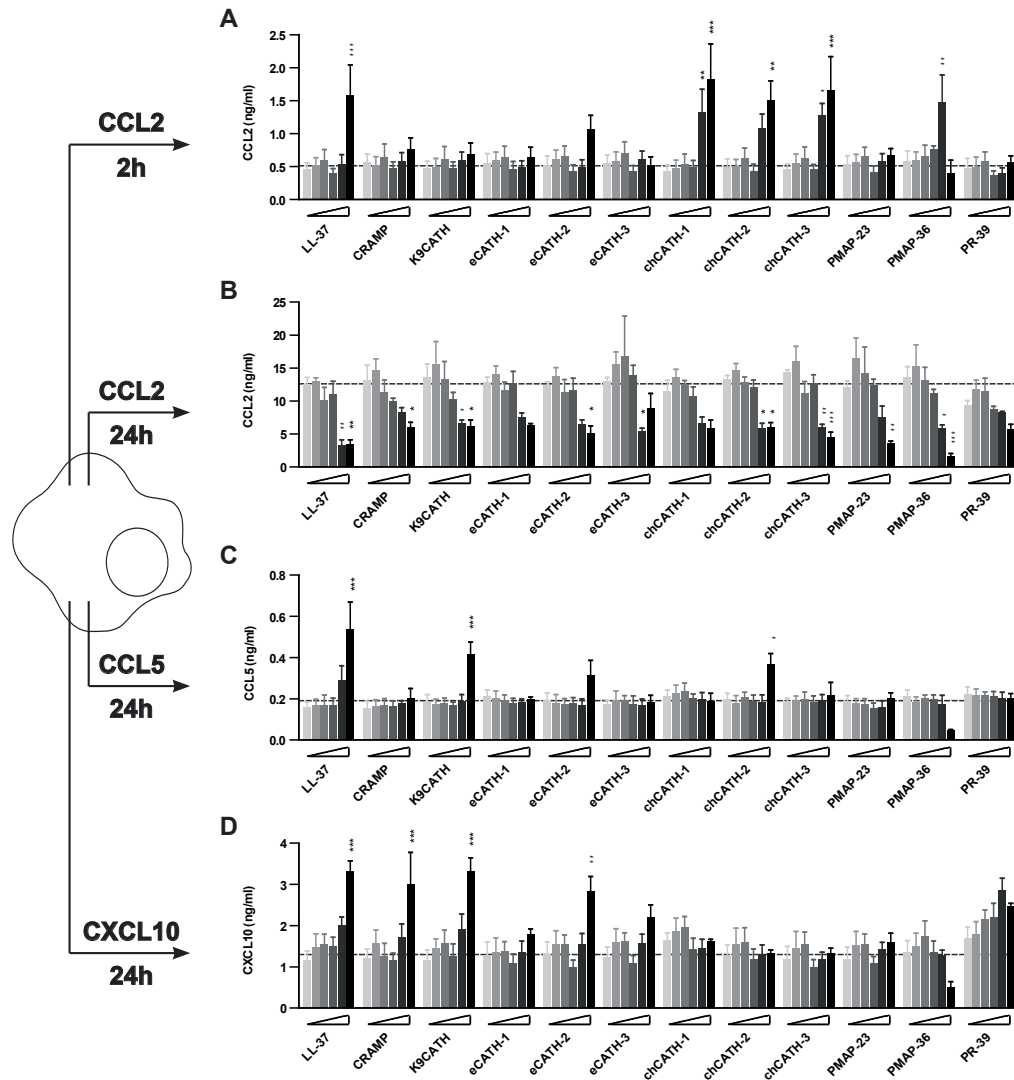 CCL2
2h
CCL2
24h
CCL5
24h
CXCL10
24h
A
CCL2 (ng/ml)
2.5
2.0
1.5
1.0
0.5
0.0
*** ** *** ** * *** **
LL-37 CRAMP K9CATH eCATH-1 eCATH-2 eCATH-3 chCATH-1 chCATH-2 chCATH-3 PMAP-23 PMAP-36 PR-39
B
CCL2 (ng/ml)
25
20
15
10
5
0
** ** * * * * * * * ** *** ** * ***
LL-37 CRAMP K9CATH eCATH-1 eCATH-2 eCATH-3 chCATH-1 chCATH-2 chCATH-3 PMAP-23 PMAP-36 PR-39
C
CCL5 (ng/ml)
0.8
0.6
0.4
0.2
0.0
*** *** *
LL-37 CRAMP K9CATH eCATH-1 eCATH-2 eCATH-3 chCATH-1 chCATH-2 chCATH-3 PMAP-23 PMAP-36 PR-39
D
CXCL10 (ng/ml)
4
3
2
1
0
*** *** *** **
LL-37 CRAMP K9CATH eCATH-1 eCATH-2 eCATH-3 chCATH-1 chCATH-2 chCATH-3 PMAP-23 PMAP-36 PR-39